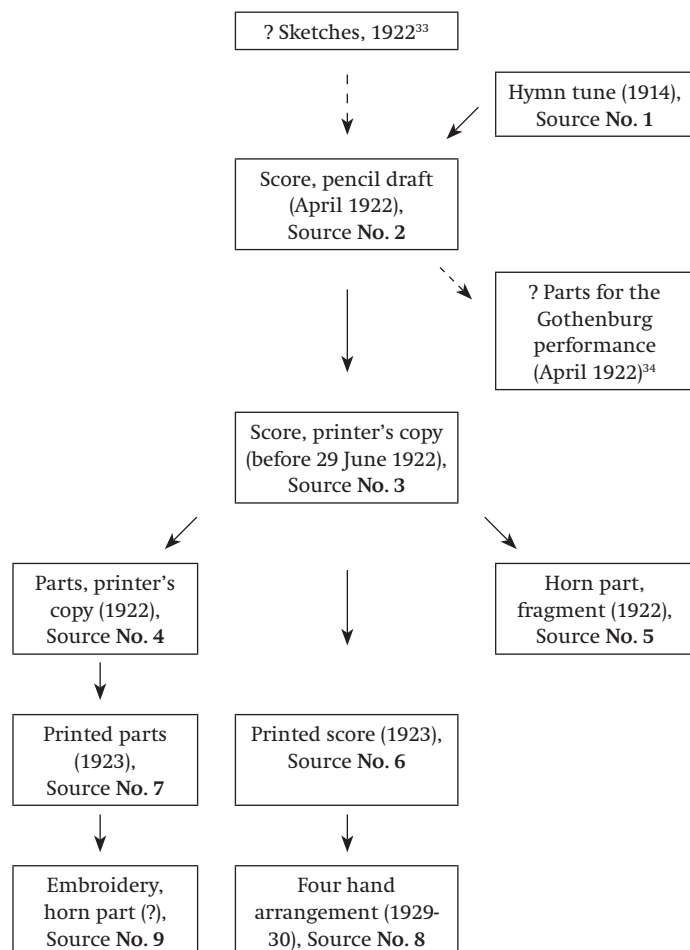 ? Sketches, 1922³³
Hymn tune (1914),
Source No. 1
Score, pencil draft
(April 1922),
Source No. 2
? Parts for the
Gothenburg
performance
(April 1922)³⁴
Score, printer's copy
(before 29 June 1922),
Source No. 3
Parts, printer's
copy (1922),
Source No. 4
Horn part,
fragment (1922),
Source No. 5
Printed parts
(1923),
Source No. 7
Printed score (1923),
Source No. 6
Embroidery,
horn part (?),
Source No. 9
Four hand
arrangement (1929-
30), Source No. 8